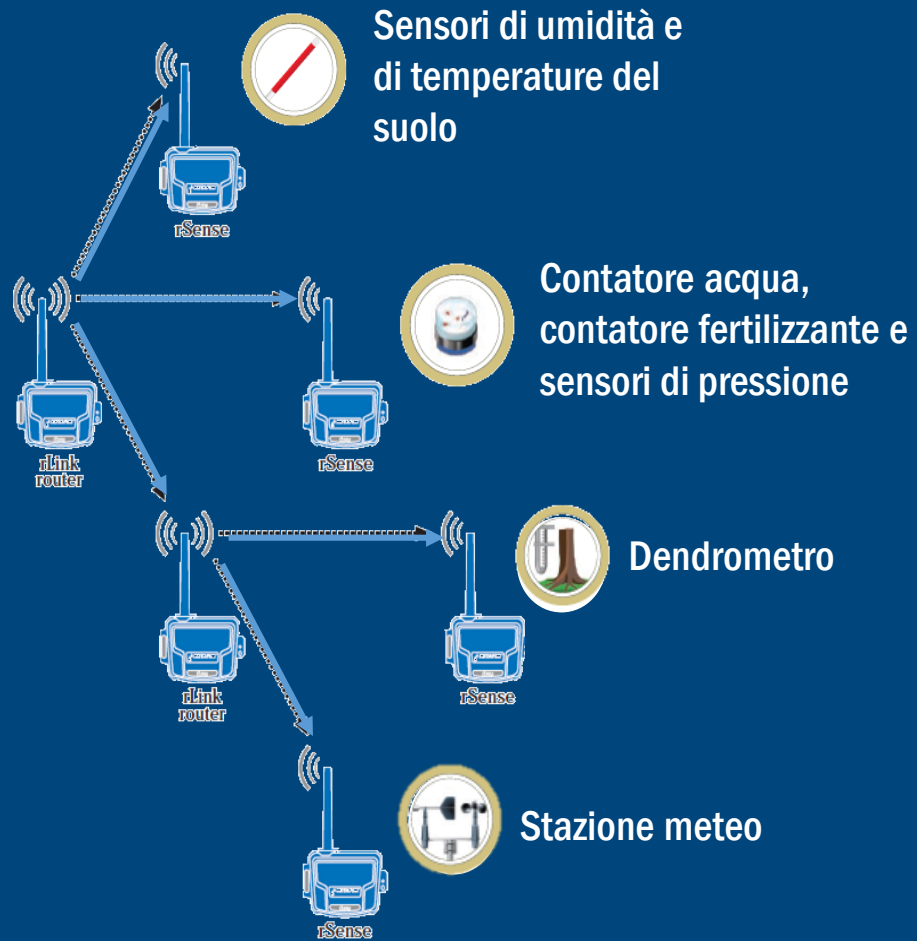 Sensori di umidità e
di temperature del
suolo
rSense
Contatore acqua,
contatore fertilizzante e
sensori di pressione
rLink
router
rSense
Dendrometro
rLink
router
rSense
Stazione meteo
rSense